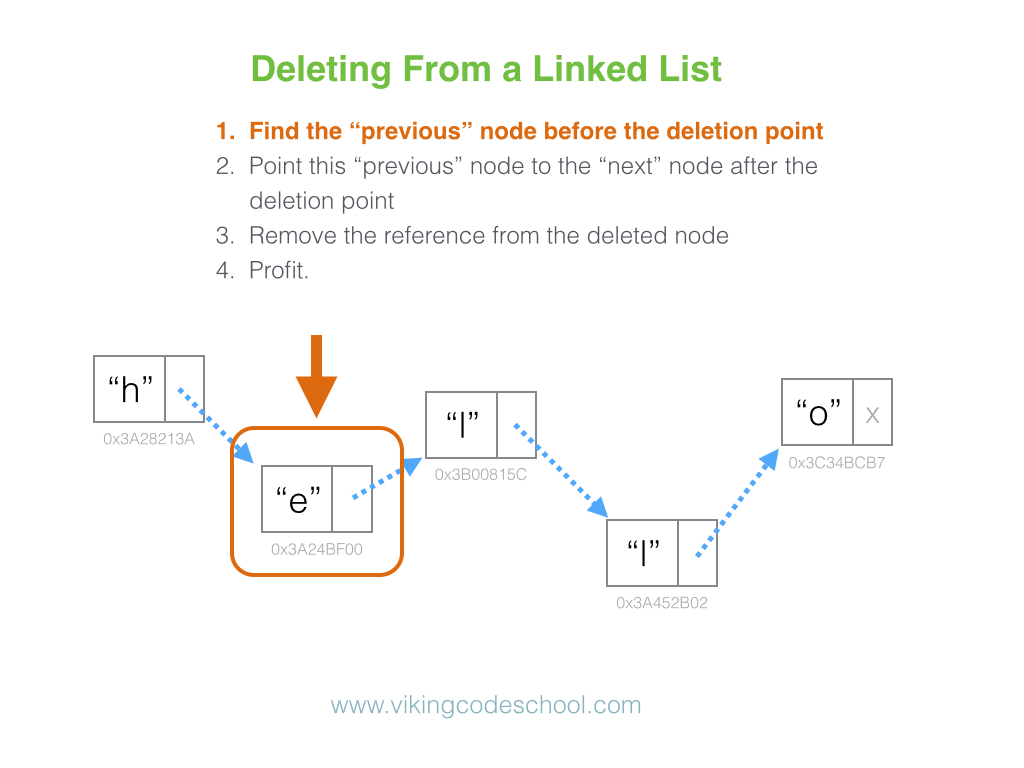 Deleting From a Linked List
1. Find the “previous” node before the deletion point
2. Point this “previous” node to the “next” node after the
deletion point
3. Remove the reference from the deleted node
4. Profit.
“h”
0x3A28213A
“e”
0x3A24BF00
“l”
0x3B00815C
“l”
0x3A452B02
“o” x
0x3C34BCB7
www.vikingcodeschool.com